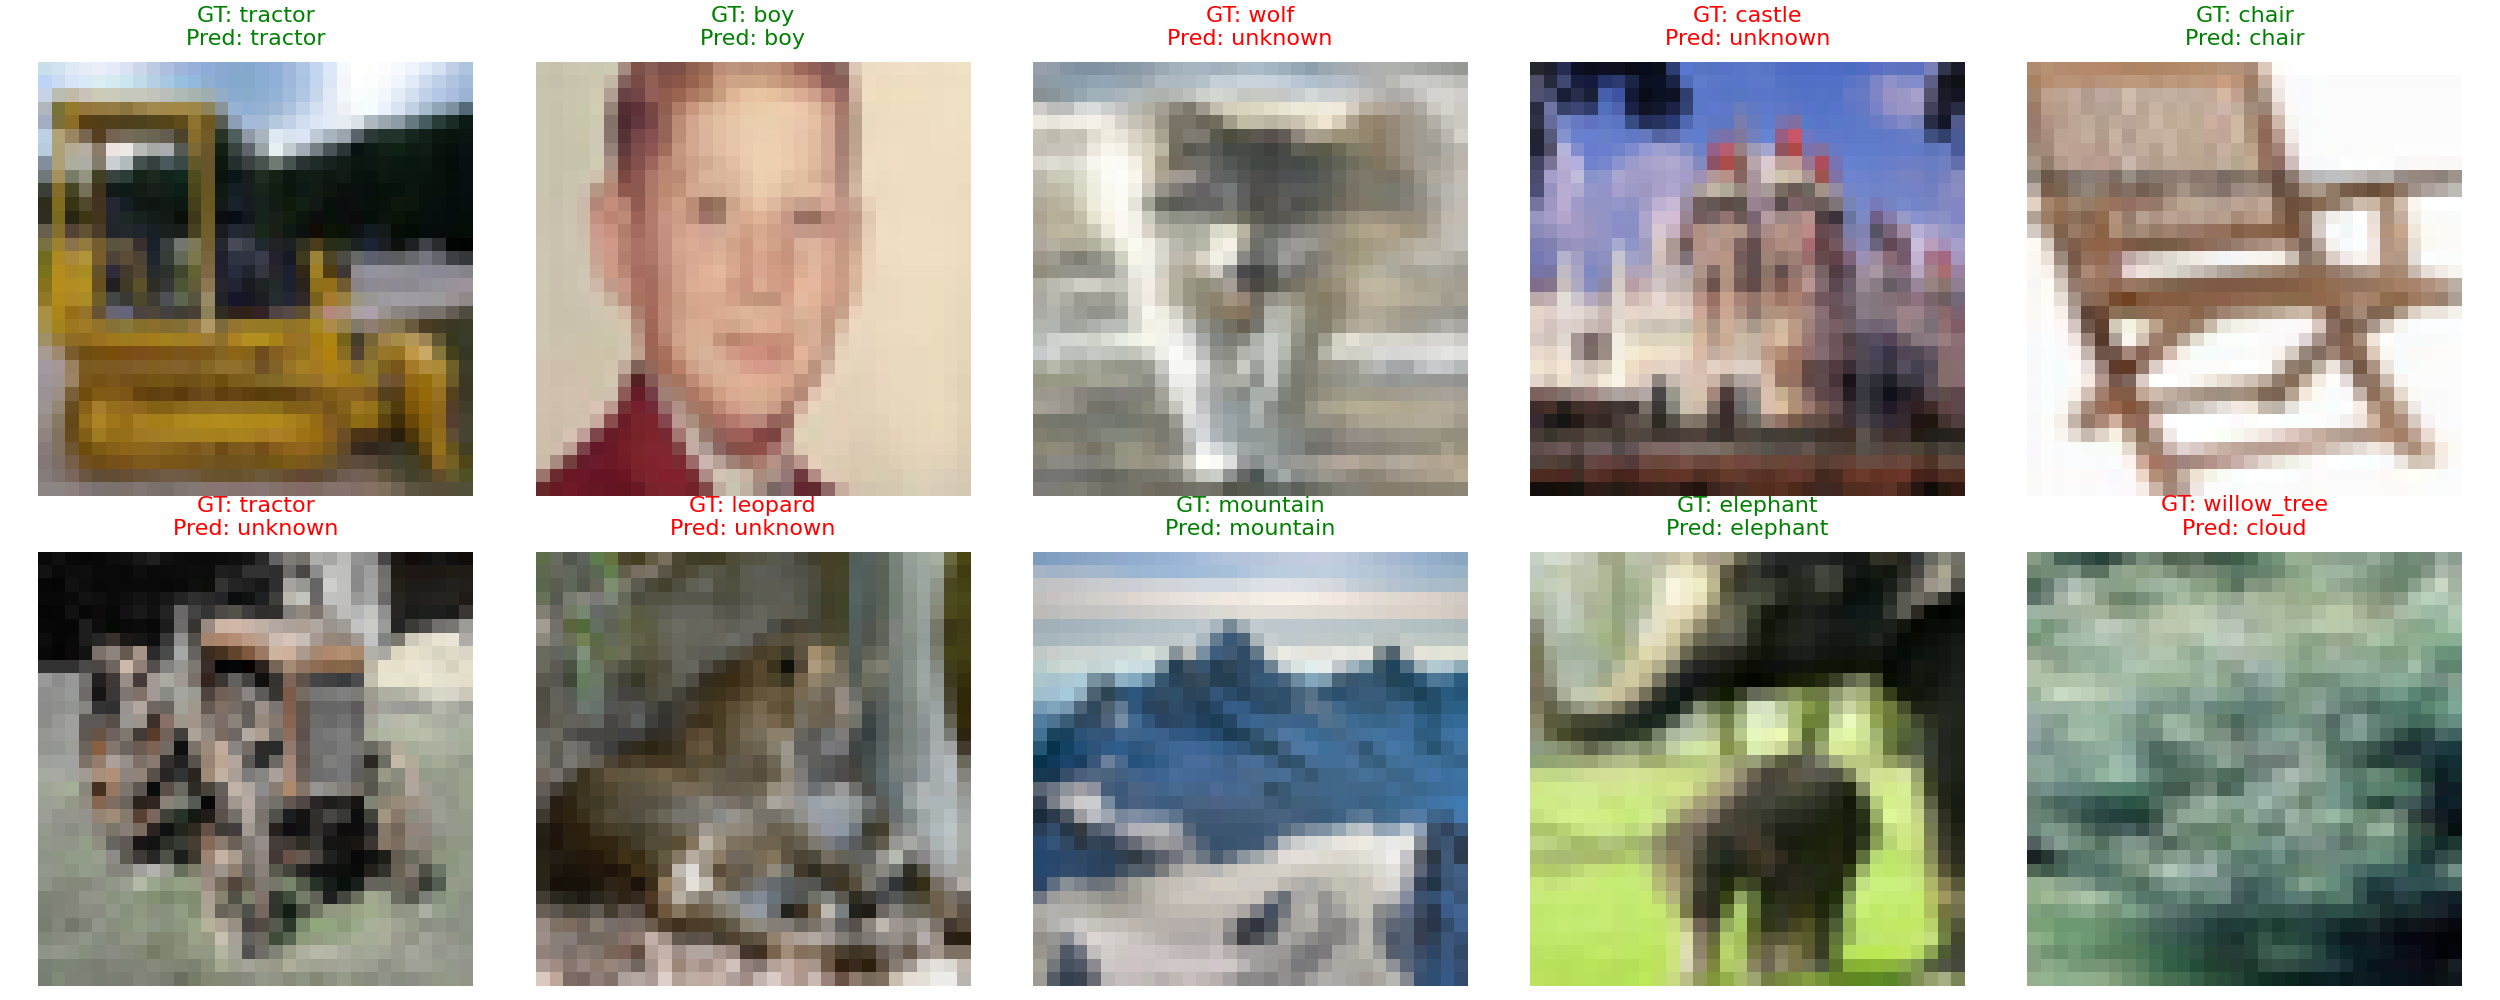 GT: tractor
Pred: tractor
GT: boy
Pred: boy
GT: wolf
Pred: unknown
GT: castle
Pred: unknown
GT: chair
Pred: chair
GT: tractor
Pred: unknown
GT: leopard
Pred: unknown
GT: mountain
Pred: mountain
GT: elephant
Pred: elephant
GT: willow_tree
Pred: cloud